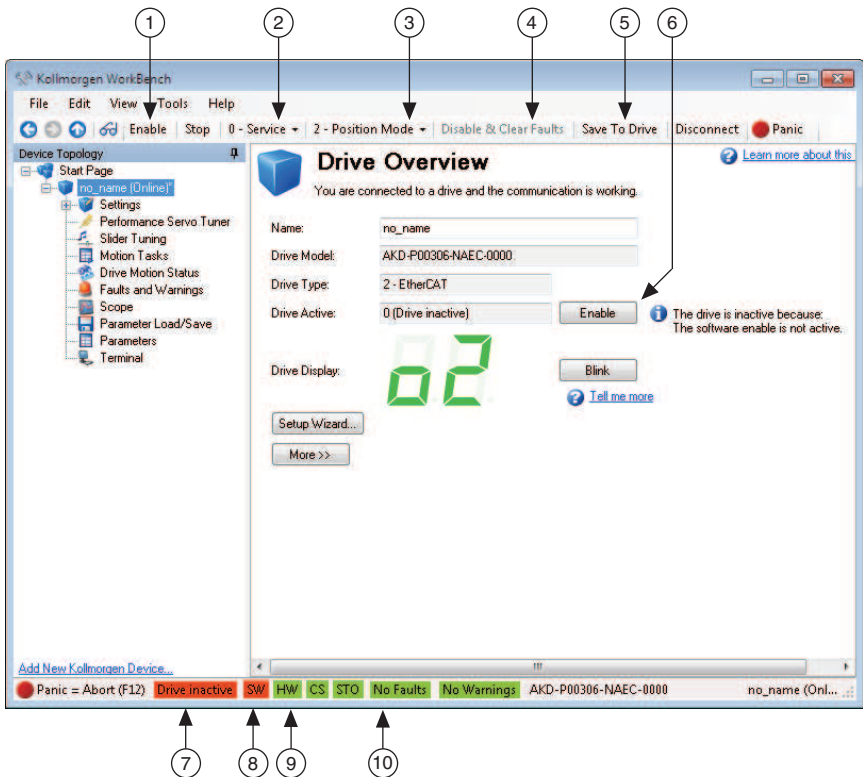 1 2 3 4 5 6
Kollmorgen WorkBench
File Edit View Tools Help
Enable Stop 0 - Service 2 - Position Mode Disable & Clear Faults Save To Drive Disconnect Panic
Device Topology
Start Page
no_name (Online)*
Settings
Performance Servo Tuner
Slider Tuning
Motion Tasks
Drive Motion Status
Faults and Warnings
Scope
Parameter Load/Save
Parameters
Terminal
Add New Kollmorgen Device...
Drive Overview
Learn more about this
You are connected to a drive and the communication is working.
Name: no_name
Drive Model: AKD-P00306-NAEC-0000
Drive Type: 2 - EtherCAT
Drive Active: 0 (Drive inactive) Enable
The drive is inactive because:
The software enable is not active.
Drive Display: o2 Blink
Tell me more
Setup Wizard...
More >>
Panic = Abort (F12) Drive inactive SW HW CS STO No Faults No Warnings AKD-P00306-NAEC-0000 no_name (Onl...
7 8 9 10